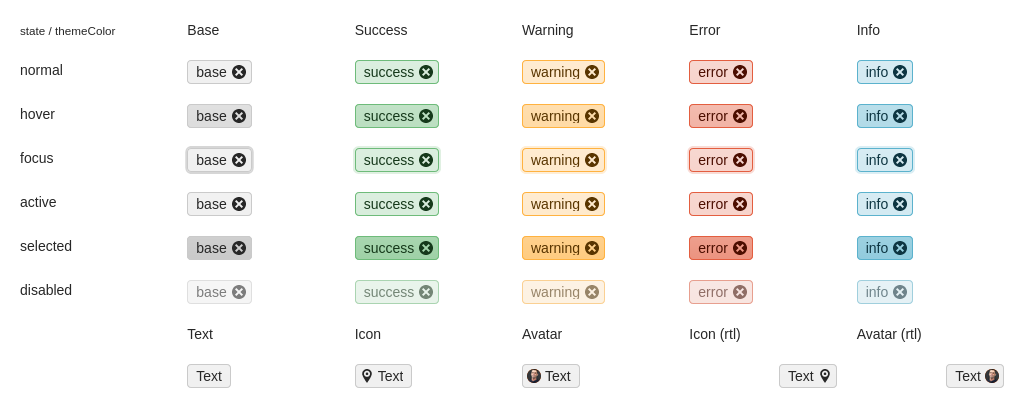 state / themeColor Base Success Warning Error Info
normal base success warning error info
hover base success warning error info
focus base success warning error info
active base success warning error info
selected base success warning error info
disabled base success warning error info
Text Icon Avatar Icon (rtl) Avatar (rtl)
Text Text Text Text Text